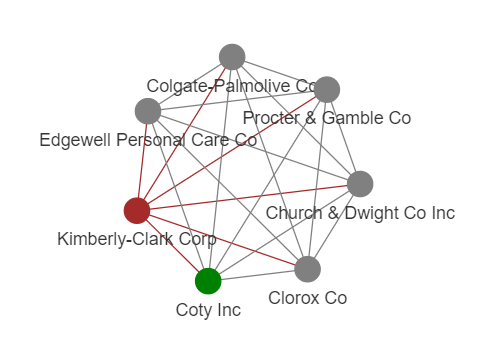 Colgate-Palmolive Co
Procter & Gamble Co
Edgewell Personal Care Co
Church & Dwight Co Inc
Kimberly-Clark Corp
Clorox Co
Coty Inc